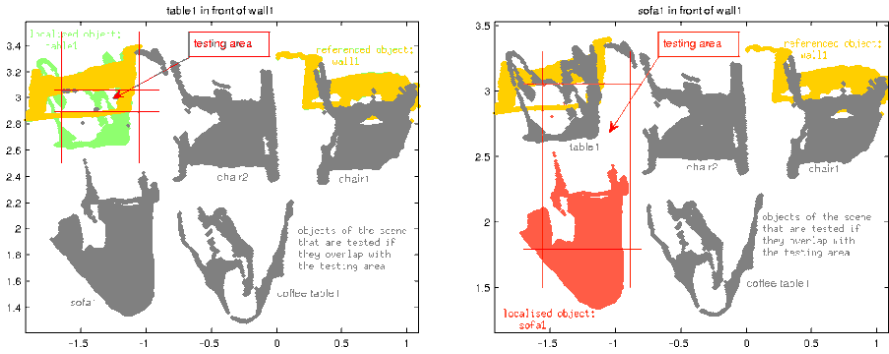 table1 in front of wall1
3.4
3.2
3
2.8
2.6
2.4
2.2
2
1.8
1.6
1.4
-1.5
-1
-0.5
0
0.5
1
localized object:
table1
testing area
referenced object:
wall1
chair2
chair1
sofa1
coffee table1
objects of the scene
that are tested if
they overlap with
the testing area
sofa1 in front of wall1
3.5
3
2.5
2
1.5
-1.5
-1
-0.5
0
0.5
1
testing area
referenced object:
wall1
table1
chair2
chair1
objects of the scene
that are tested if
they overlap with
the testing area
coffee table1
localised object:
sofa1